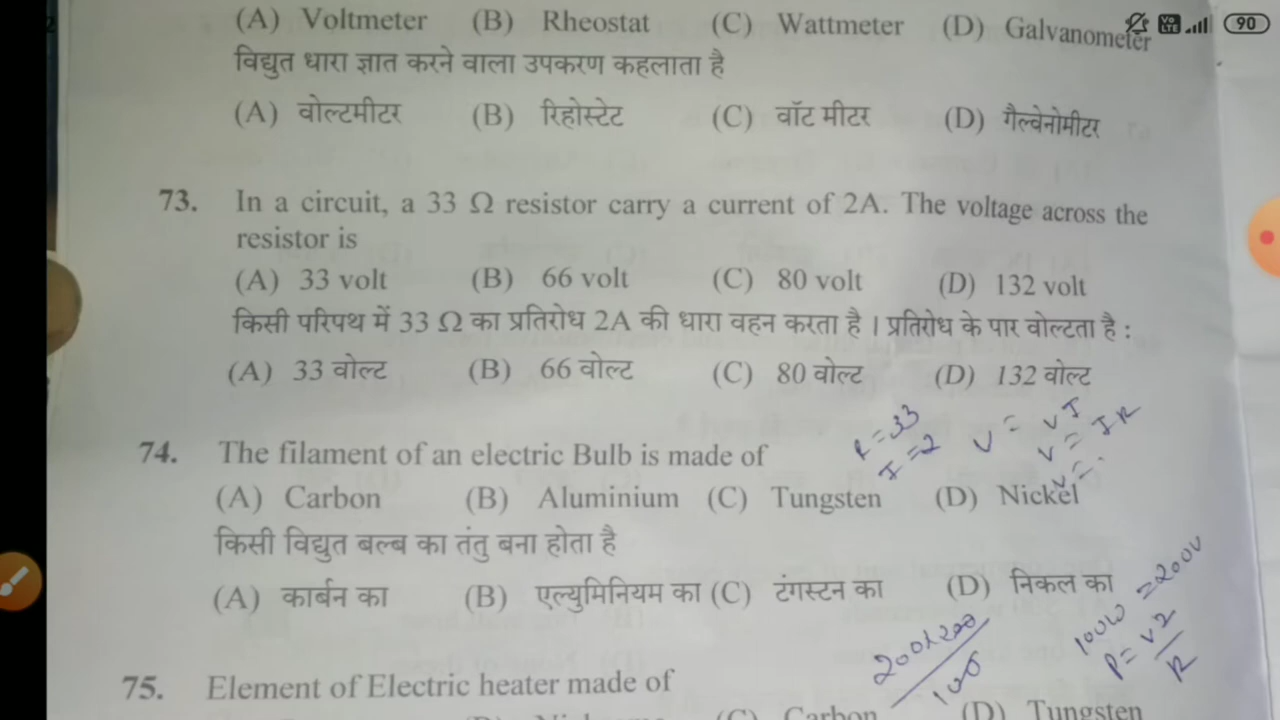 (A) Voltmeter (B) Rheostat (C) Wattmeter (D) Galvanometer
90
विद्युत धारा ज्ञात करने वाला उपकरण कहलाता है
(A) वोल्टमीटर (B) रिहोस्टेट (C) वॉट मीटर (D) गैल्वेनोमीटर
73. In a circuit, a 33 Ω resistor carry a current of 2A. The voltage across the
resistor is
(A) 33 volt (B) 66 volt (C) 80 volt (D) 132 volt
किसी परिपथ में 33 Ω का प्रतिरोध 2A की धारा वहन करता है । प्रतिरोध के पार वोल्टता है :
(A) 33 वोल्ट (B) 66 वोल्ट (C) 80 वोल्ट (D) 132 वोल्ट
R = 33
I = 2
V = VI
V = IR
V =
74. The filament of an electric Bulb is made of
(A) Carbon (B) Aluminium (C) Tungsten (D) Nickel
किसी विद्युत बल्ब का तंतु बना होता है
(A) कार्बन का (B) एल्युमिनियम का (C) टंगस्टन का (D) निकल का
100W = 200V
P = V2/R
200x200/100
75. Element of Electric heater made of
(C) Carbon (D) Tungsten